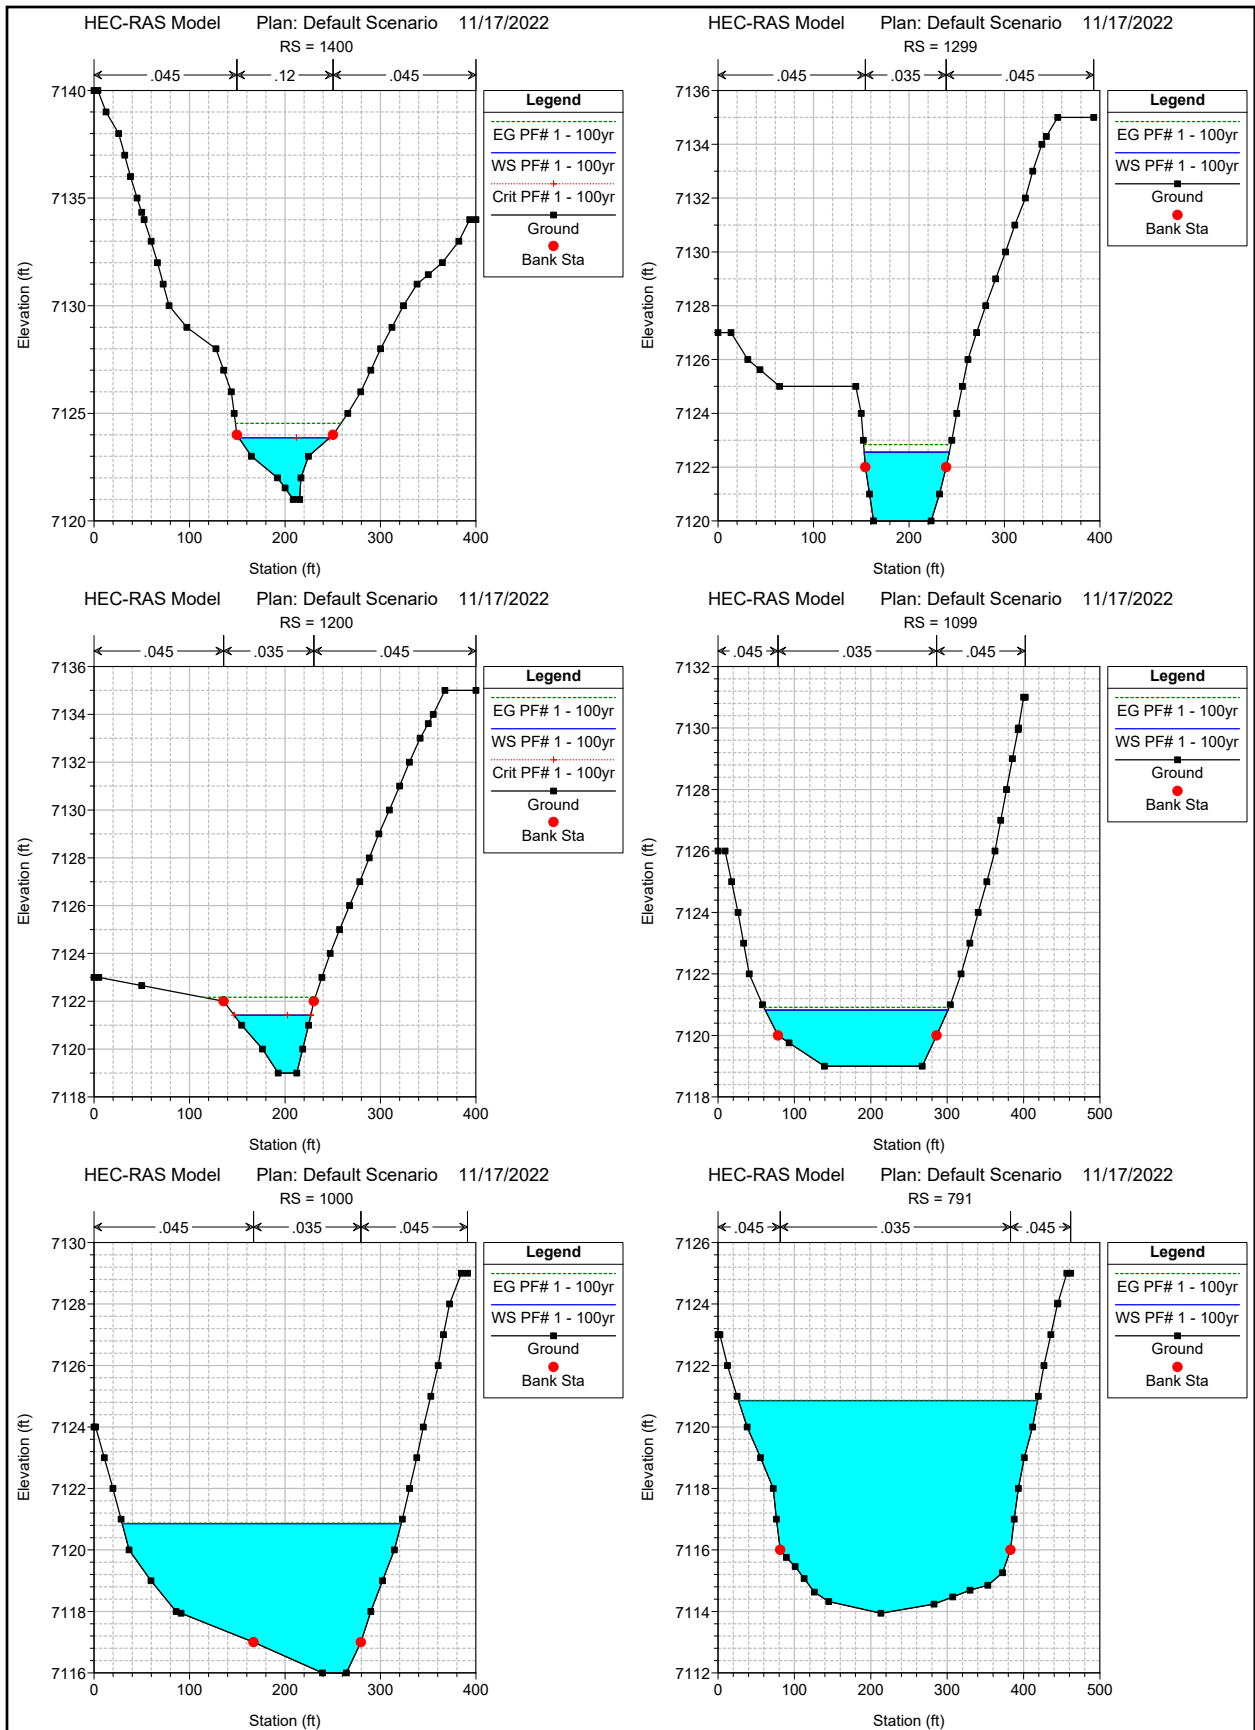 HEC-RAS Model Plan: Default Scenario 11/17/2022
RS = 1400
.045 .12 .045
7140
7135
7130
7125
7120
Elevation (ft)
0 100 200 300 400
Station (ft)
Legend
EG PF# 1 - 100yr
WS PF# 1 - 100yr
Crit PF# 1 - 100yr
Ground
Bank Sta
HEC-RAS Model Plan: Default Scenario 11/17/2022
RS = 1299
.045 .035 .045
7136
7134
7132
7130
7128
7126
7124
7122
7120
Elevation (ft)
0 100 200 300 400
Station (ft)
Legend
EG PF# 1 - 100yr
WS PF# 1 - 100yr
Ground
Bank Sta
HEC-RAS Model Plan: Default Scenario 11/17/2022
RS = 1200
.045 .035 .045
7136
7134
7132
7130
7128
7126
7124
7122
7120
7118
Elevation (ft)
0 100 200 300 400
Station (ft)
Legend
EG PF# 1 - 100yr
WS PF# 1 - 100yr
Crit PF# 1 - 100yr
Ground
Bank Sta
HEC-RAS Model Plan: Default Scenario 11/17/2022
RS = 1099
.045 .035 .045
7132
7130
7128
7126
7124
7122
7120
7118
Elevation (ft)
0 100 200 300 400 500
Station (ft)
Legend
EG PF# 1 - 100yr
WS PF# 1 - 100yr
Ground
Bank Sta
HEC-RAS Model Plan: Default Scenario 11/17/2022
RS = 1000
.045 .035 .045
7130
7128
7126
7124
7122
7120
7118
7116
Elevation (ft)
0 100 200 300 400
Station (ft)
Legend
EG PF# 1 - 100yr
WS PF# 1 - 100yr
Ground
Bank Sta
HEC-RAS Model Plan: Default Scenario 11/17/2022
RS = 791
.045 .035 .045
7126
7124
7122
7120
7118
7116
7114
7112
Elevation (ft)
0 100 200 300 400 500
Station (ft)
Legend
EG PF# 1 - 100yr
WS PF# 1 - 100yr
Ground
Bank Sta